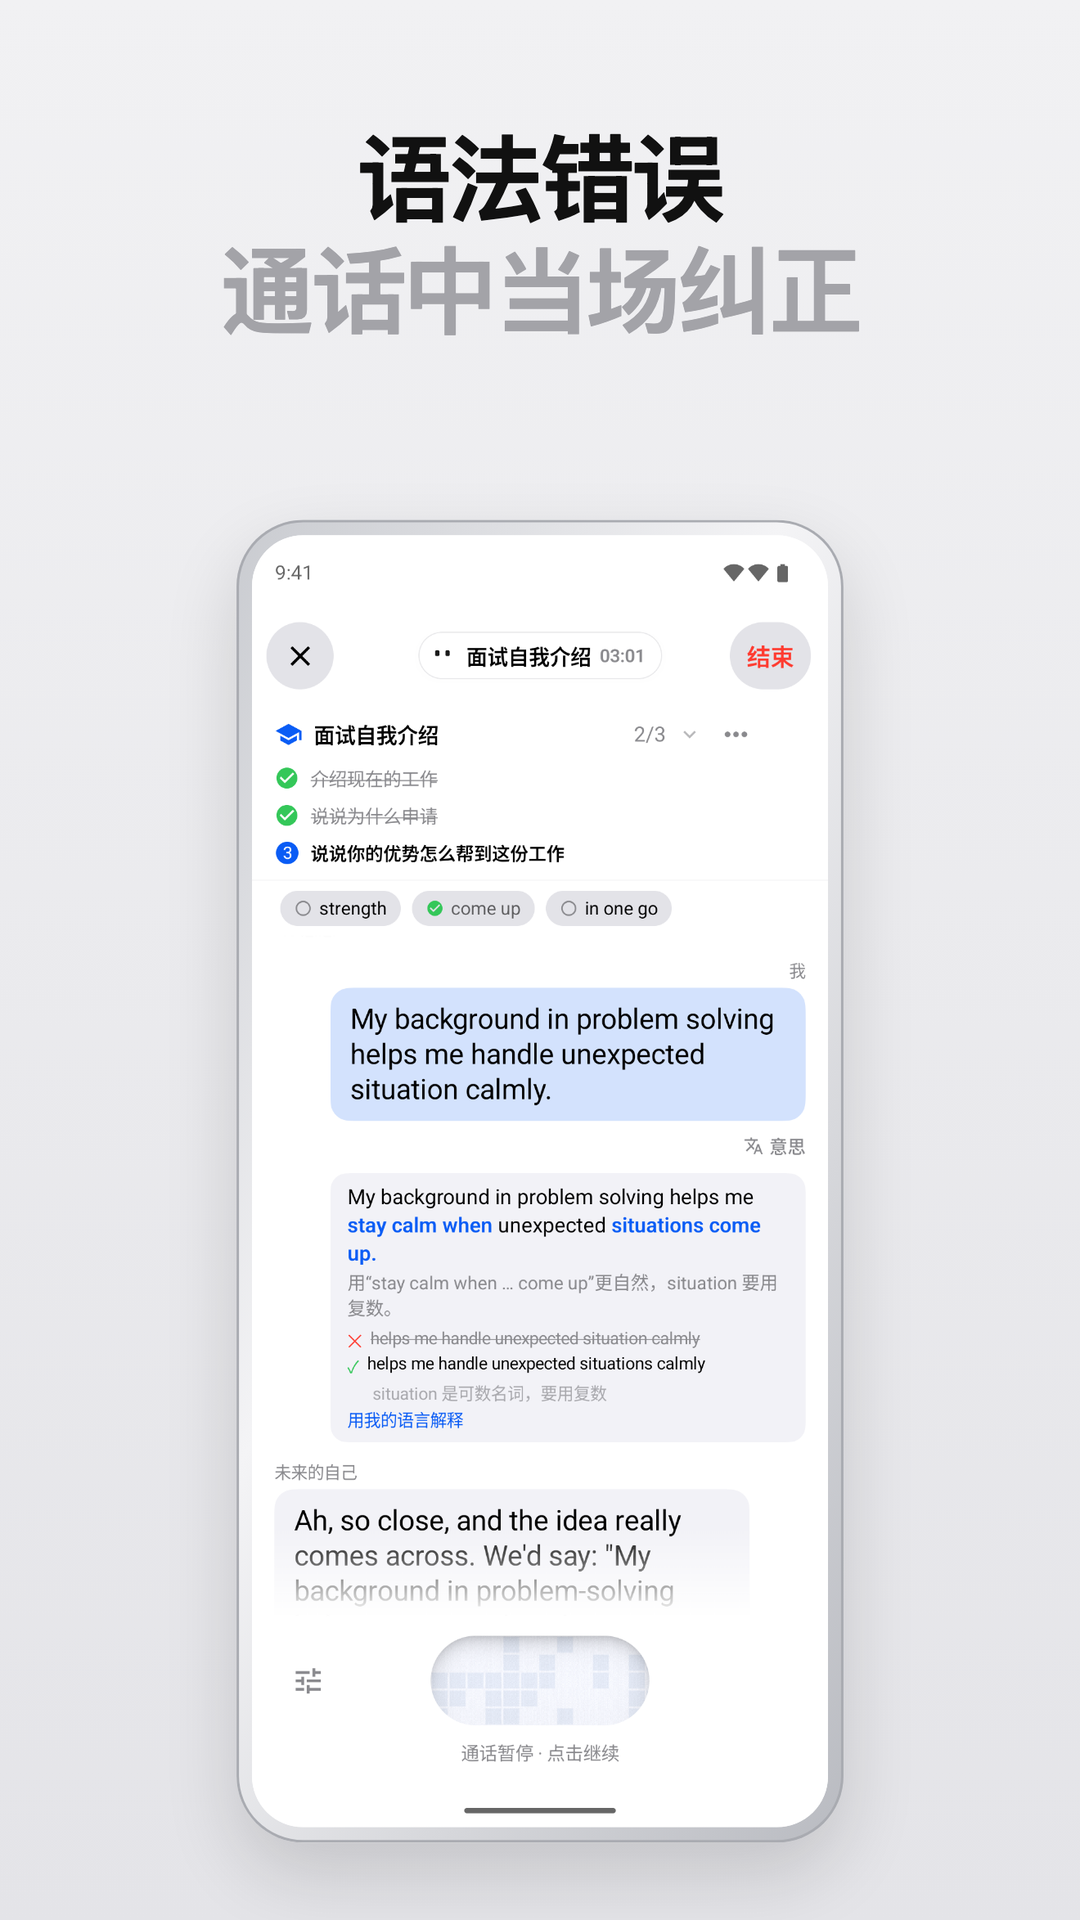 语法错误
通话中当场纠正
9:41
面试自我介绍 03:01
结束
面试自我介绍
2/3
介绍现在的工作
说说为什么申请
3 说说你的优势怎么帮到这份工作
strength
come up
in one go
我
My background in problem solving
helps me handle unexpected
situation calmly.
意思
My background in problem solving helps me
stay calm when unexpected situations come
up.
用“stay calm when ... come up”更自然，situation 要用
复数。
helps me handle unexpected situation calmly
helps me handle unexpected situations calmly
situation 是可数名词，要用复数
用我的语言解释
未来的自己
Ah, so close, and the idea really
comes across. We'd say: "My
background in problem-solving
通话暂停 · 点击继续